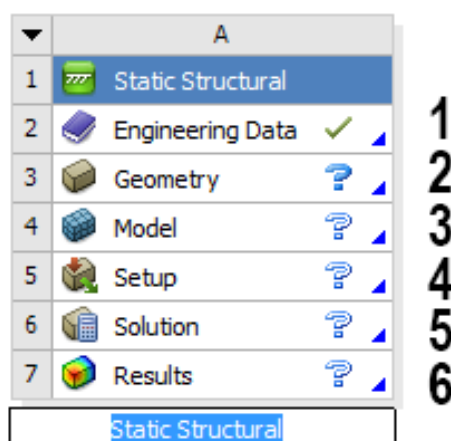 A
1 Static Structural
2 Engineering Data 1
3 Geometry ? 2
4 Model ? 3
5 Setup ? 4
6 Solution ? 5
7 Results ? 6
Static Structural